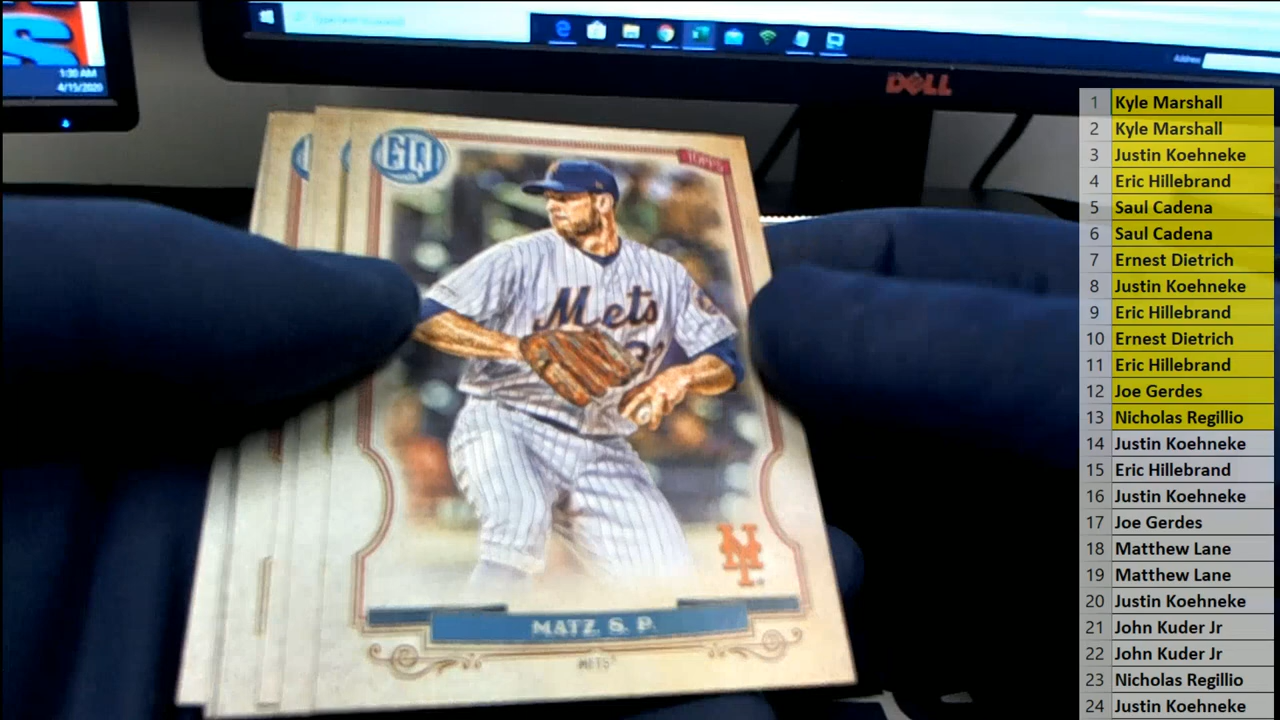 S
1:30 AM
4/15/2020
DELL
Address
GQ
TOPPS
Mets
MATZ, S. P.
METS
1 Kyle Marshall
2 Kyle Marshall
3 Justin Koehneke
4 Eric Hillebrand
5 Saul Cadena
6 Saul Cadena
7 Ernest Dietrich
8 Justin Koehneke
9 Eric Hillebrand
10 Ernest Dietrich
11 Eric Hillebrand
12 Joe Gerdes
13 Nicholas Regillio
14 Justin Koehneke
15 Eric Hillebrand
16 Justin Koehneke
17 Joe Gerdes
18 Matthew Lane
19 Matthew Lane
20 Justin Koehneke
21 John Kuder Jr
22 John Kuder Jr
23 Nicholas Regillio
24 Justin Koehneke